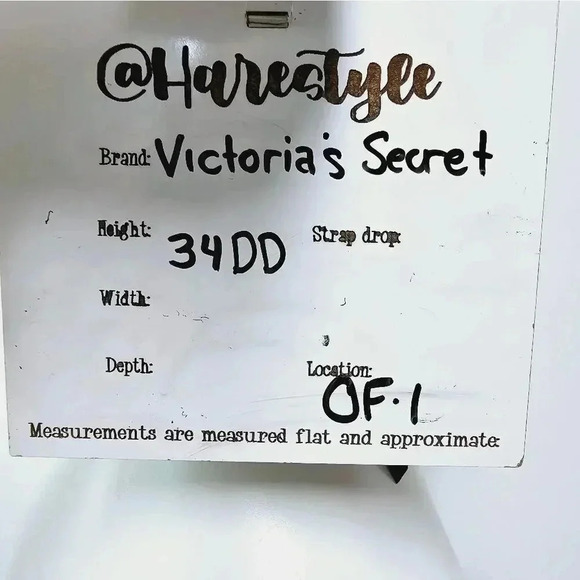 @Harestyle
Brand: Victoria's Secret
Height: 34DD Strap drop:
Width:
Depth: Location: OF.1
Measurements are measured flat and approximate